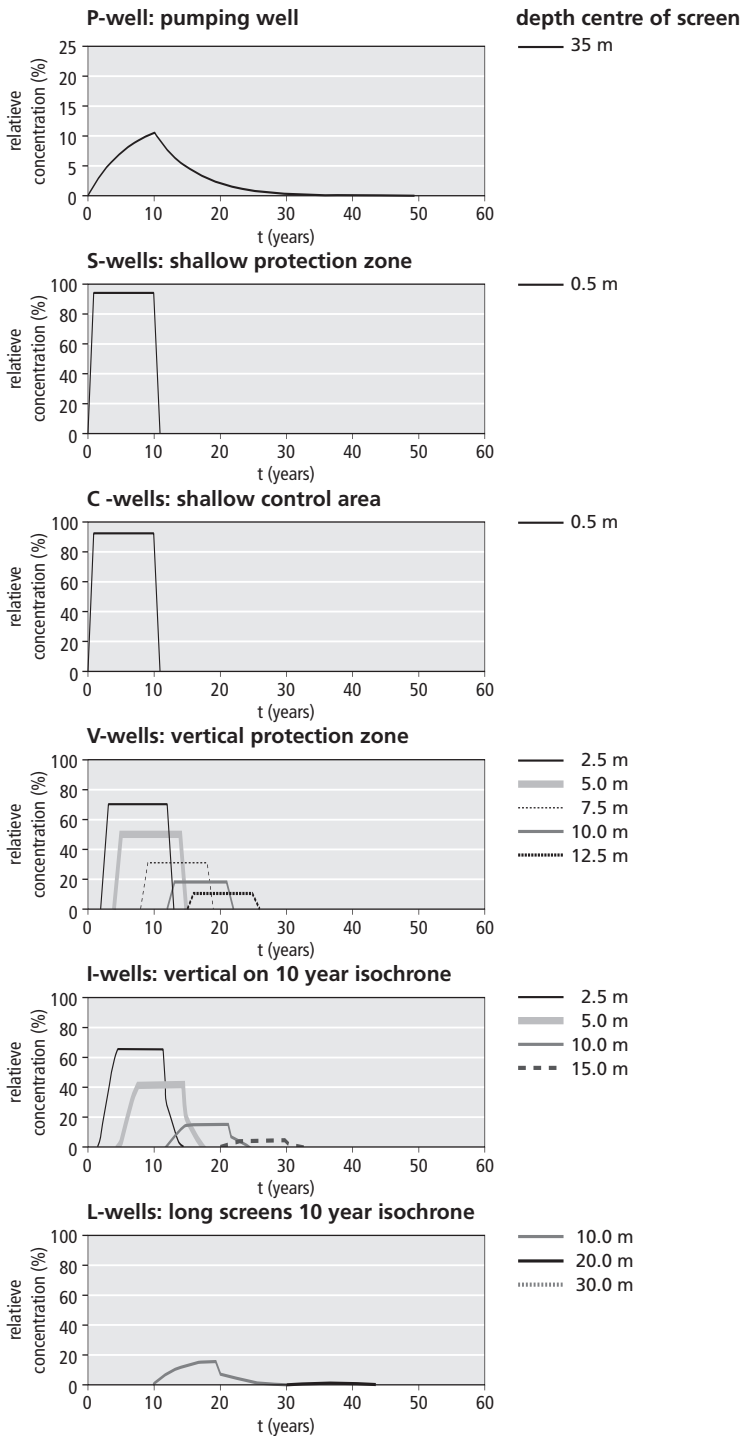 P-well: pumping well
depth centre of screen
35 m
relatieve
concentration (%)
25
20
15
10
5
0
0 10 20 30 40 50 60
t (years)
S-wells: shallow protection zone
0.5 m
relatieve
concentration (%)
100
80
60
40
20
0
0 10 20 30 40 50 60
t (years)
C -wells: shallow control area
0.5 m
relatieve
concentration (%)
100
80
60
40
20
0
0 10 20 30 40 50 60
t (years)
V-wells: vertical protection zone
2.5 m
5.0 m
7.5 m
10.0 m
12.5 m
relatieve
concentration (%)
100
80
60
40
20
0
0 10 20 30 40 50 60
t (years)
I-wells: vertical on 10 year isochrone
2.5 m
5.0 m
10.0 m
15.0 m
relatieve
concentration (%)
100
80
60
40
20
0
0 10 20 30 40 50 60
t (years)
L-wells: long screens 10 year isochrone
10.0 m
20.0 m
30.0 m
relatieve
concentration (%)
100
80
60
40
20
0
0 10 20 30 40 50 60
t (years)